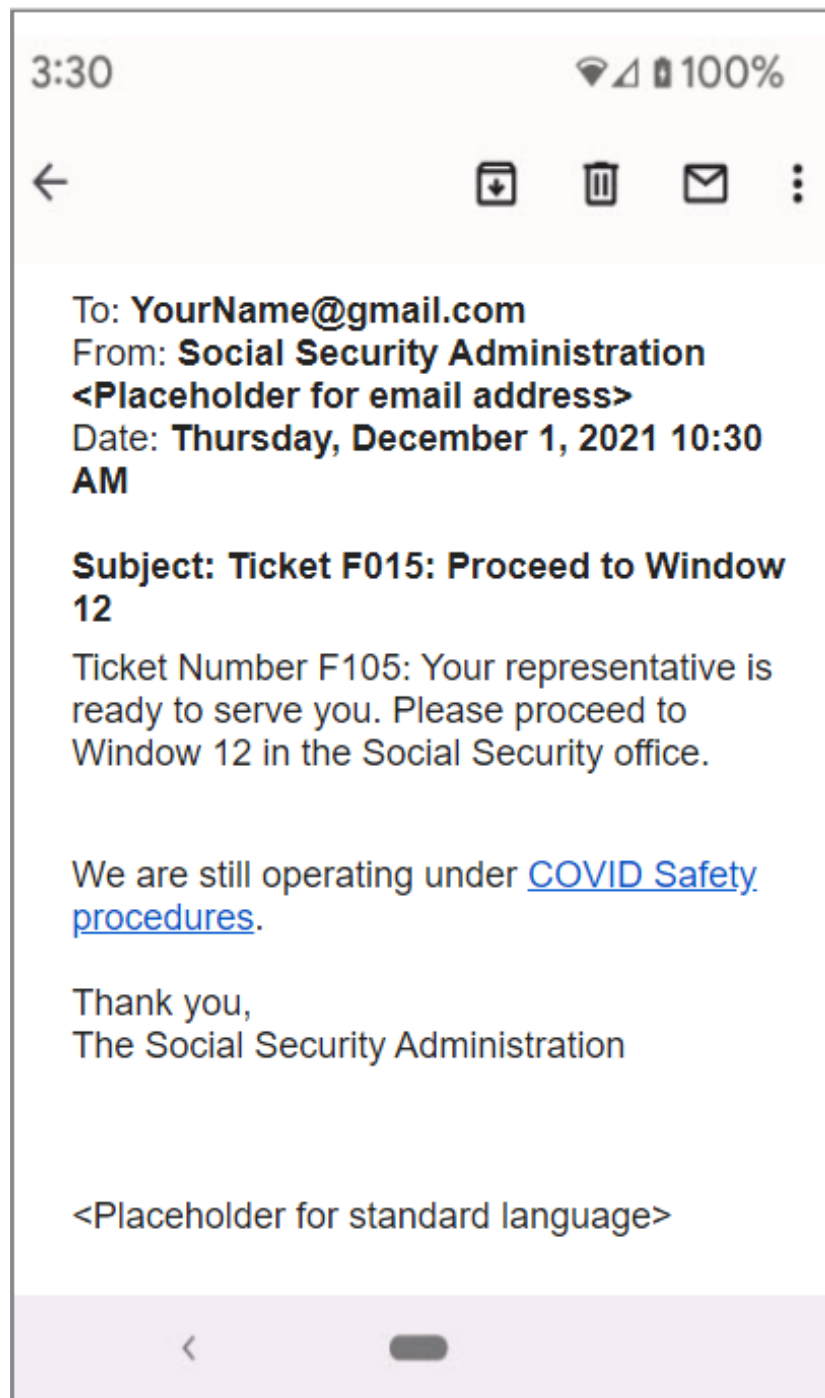 3:30 100%
To: YourName@gmail.com
From: Social Security Administration
<Placeholder for email address>
Date: Thursday, December 1, 2021 10:30
AM
Subject: Ticket F015: Proceed to Window
12
Ticket Number F105: Your representative is
ready to serve you. Please proceed to
Window 12 in the Social Security office.
We are still operating under COVID Safety
procedures.
Thank you,
The Social Security Administration
<Placeholder for standard language>